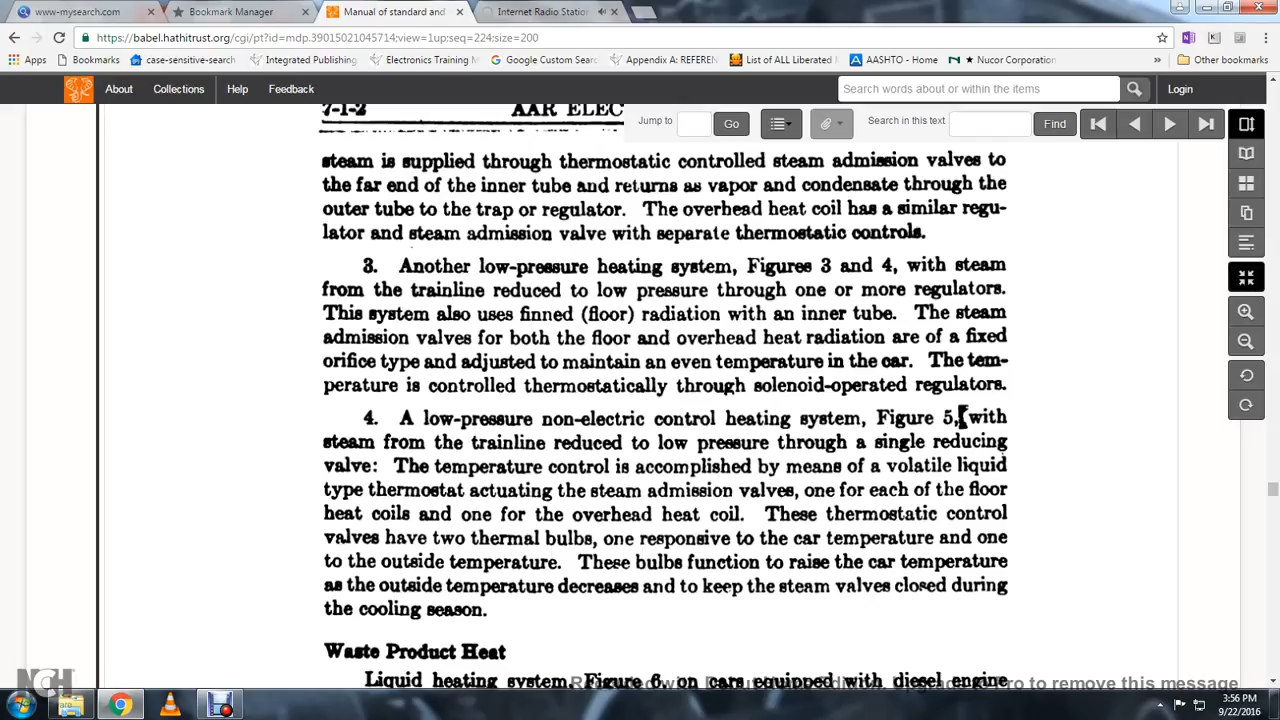 www-mysearch.com
Bookmark Manager
Manual of standard and
Internet Radio Station
https://babel.hathitrust.org/cgi/pt?id=mdp.39015021045714;view=1up;seq=224;size=200
Apps
Bookmarks
case-sensitive-search
Integrated Publishing
Electronics Training M
Google Custom Sear
Appendix A: REFEREN
List of ALL Liberated
AASHTO - Home
Nucor Corporation
Other bookmarks
About
Collections
Help
Feedback
Search words about or within the items
Login
7-1-2 AAR ELEC
Jump to
Go
Search in this text
Find
steam is supplied through thermostatic controlled steam admission valves to
the far end of the inner tube and returns as vapor and condensate through the
outer tube to the trap or regulator. The overhead heat coil has a similar regu-
lator and steam admission valve with separate thermostatic controls.
3. Another low-pressure heating system, Figures 3 and 4, with steam
from the trainline reduced to low pressure through one or more regulators.
This system also uses finned (floor) radiation with an inner tube. The steam
admission valves for both the floor and overhead heat radiation are of a fixed
orifice type and adjusted to maintain an even temperature in the car. The tem-
perature is controlled thermostatically through solenoid-operated regulators.
4. A low-pressure non-electric control heating system, Figure 5, with
steam from the trainline reduced to low pressure through a single reducing
valve: The temperature control is accomplished by means of a volatile liquid
type thermostat actuating the steam admission valves, one for each of the floor
heat coils and one for the overhead heat coil. These thermostatic control
valves have two thermal bulbs, one responsive to the car temperature and one
to the outside temperature. These bulbs function to raise the car temperature
as the outside temperature decreases and to keep the steam valves closed during
the cooling season.
Waste Product Heat
Liquid heating system, Figure 6, on cars equipped with diesel engine
NCH
to remove this message
3:56 PM
9/22/2016